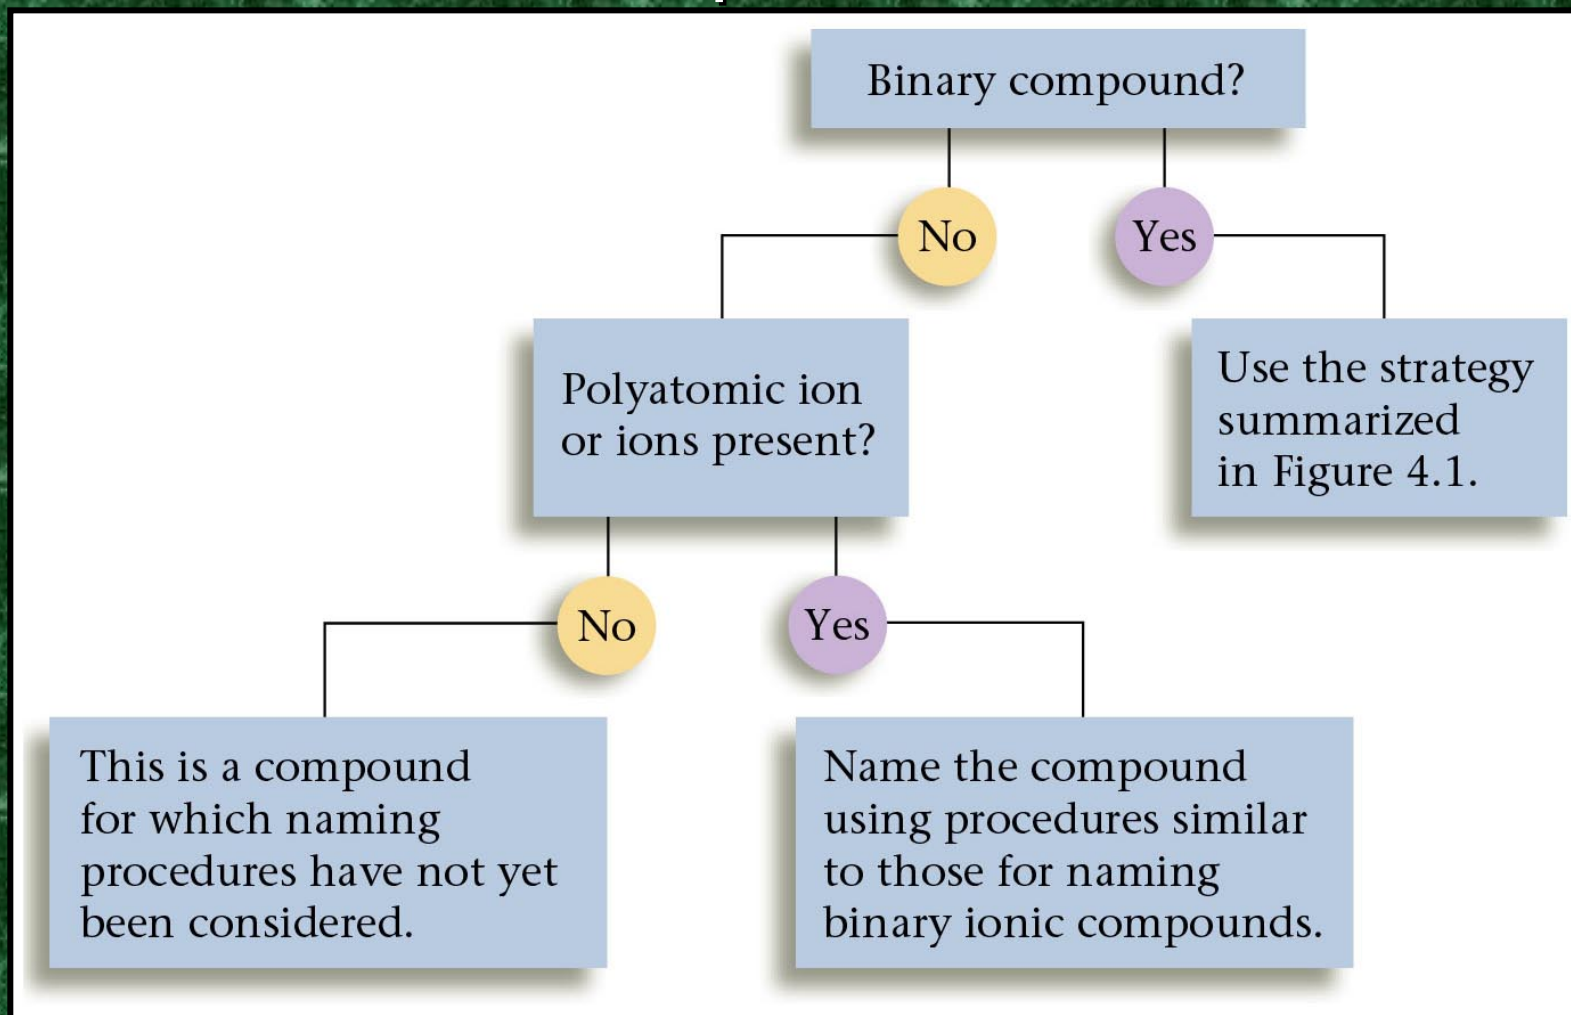 Binary compound?
No
Yes
Polyatomic ion
or ions present?
Use the strategy
summarized
in Figure 4.1.
No
Yes
This is a compound
for which naming
procedures have not yet
been considered.
Name the compound
using procedures similar
to those for naming
binary ionic compounds.